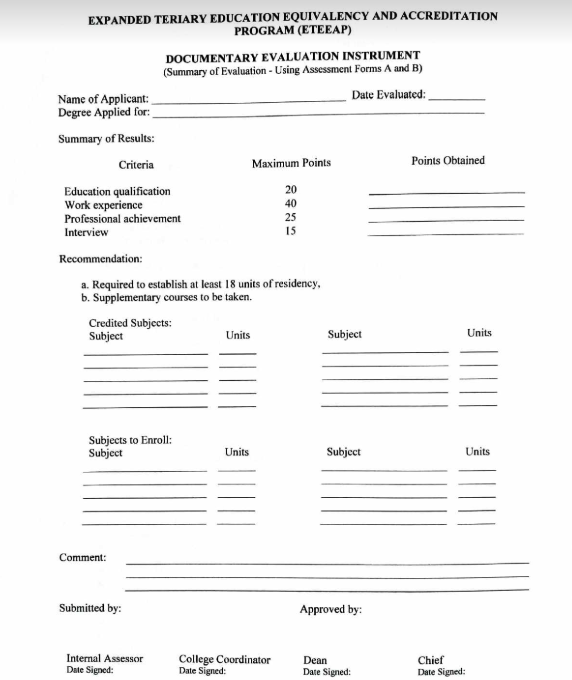 EXPANDED TERIARY EDUCATION EQUIVALENCY AND ACCREDITATION
PROGRAM (ETEEAP)
DOCUMENTARY EVALUATION INSTRUMENT
(Summary of Evaluation - Using Assessment Forms A and B)
Name of Applicant: Date Evaluated:
Degree Applied for:
Summary of Results:
Criteria Maximum Points Points Obtained
Education qualification 20
Work experience 40
Professional achievement 25
Interview 15
Recommendation:
a. Required to establish at least 18 units of residency,
b. Supplementary courses to be taken.
Credited Subjects:
Subject Units Subject Units
Subjects to Enroll:
Subject Units Subject Units
Comment:
Submitted by: Approved by:
Internal Assessor College Coordinator Dean Chief
Date Signed: Date Signed: Date Signed: Date Signed: